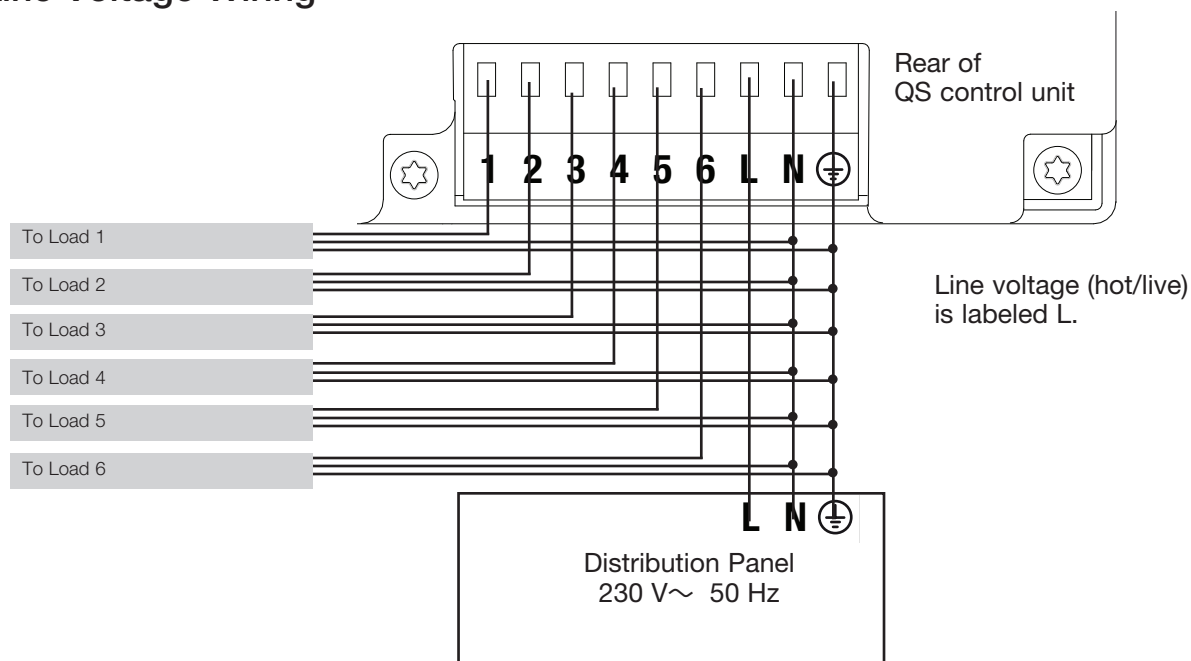 Voltage Wiring
Rear of
QS control unit
1 2 3 4 5 6 L N
To Load 1
To Load 2
To Load 3
To Load 4
To Load 5
To Load 6
Line voltage (hot/live)
is labeled L.
L N
Distribution Panel
230 V~ 50 Hz